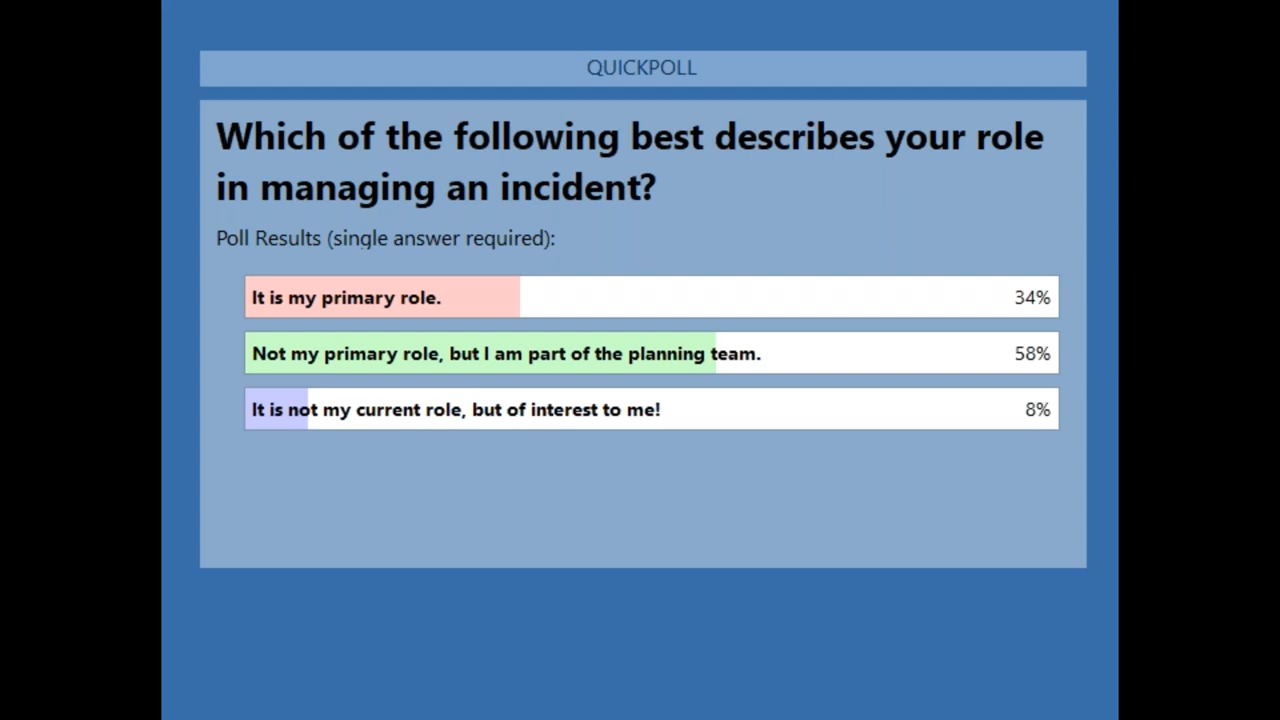 QUICKPOLL
Which of the following best describes your role
in managing an incident?
Poll Results (single answer required):
It is my primary role. 34%
Not my primary role, but I am part of the planning team. 58%
It is not my current role, but of interest to me! 8%